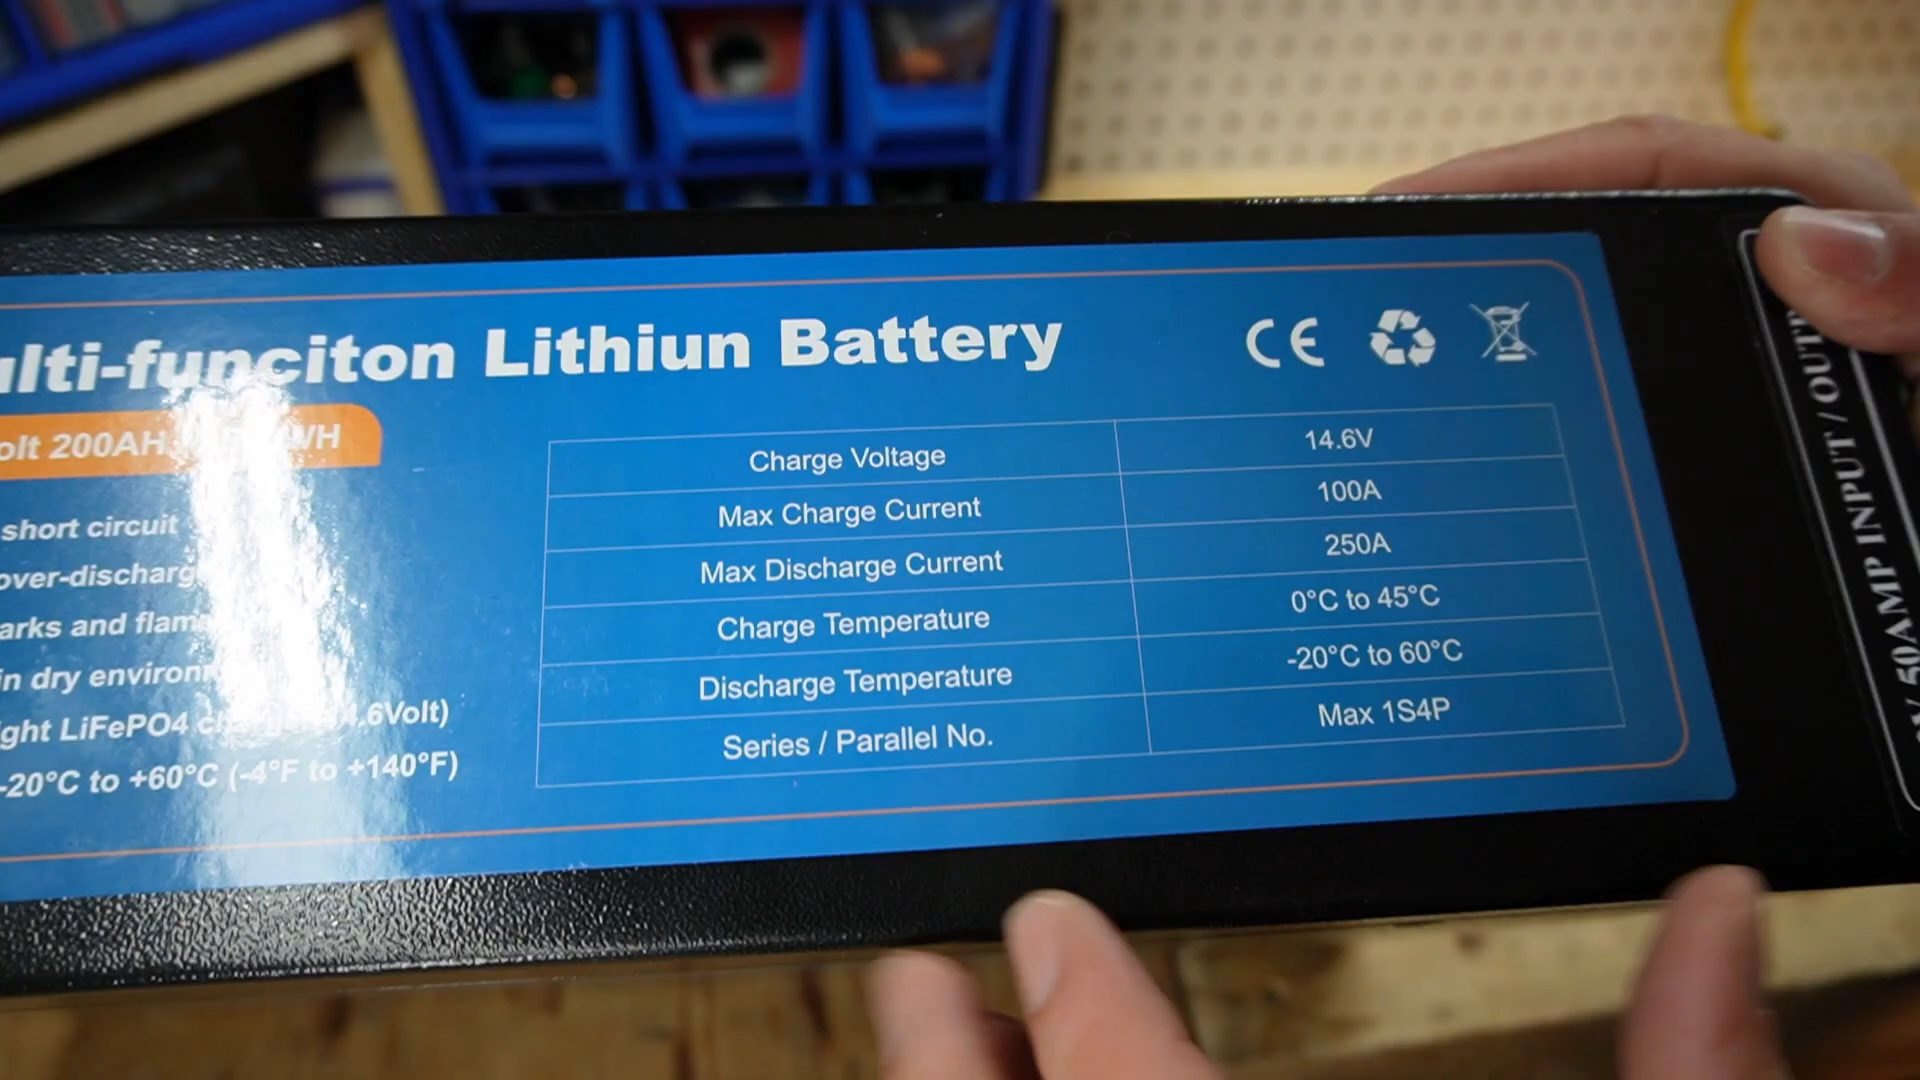 ulti-funciton Lithiun Battery
CE
olt 200AH WH
short circuit
over-discharg
arks and flam
in dry environ
ight LiFePO4 .6Volt)
-20°C to +60°C (-4°F to +140°F)
Charge Voltage 14.6V
Max Charge Current 100A
Max Discharge Current 250A
Charge Temperature 0°C to 45°C
Discharge Temperature -20°C to 60°C
Series / Parallel No. Max 1S4P
V 50AMP INPUT / OUTP